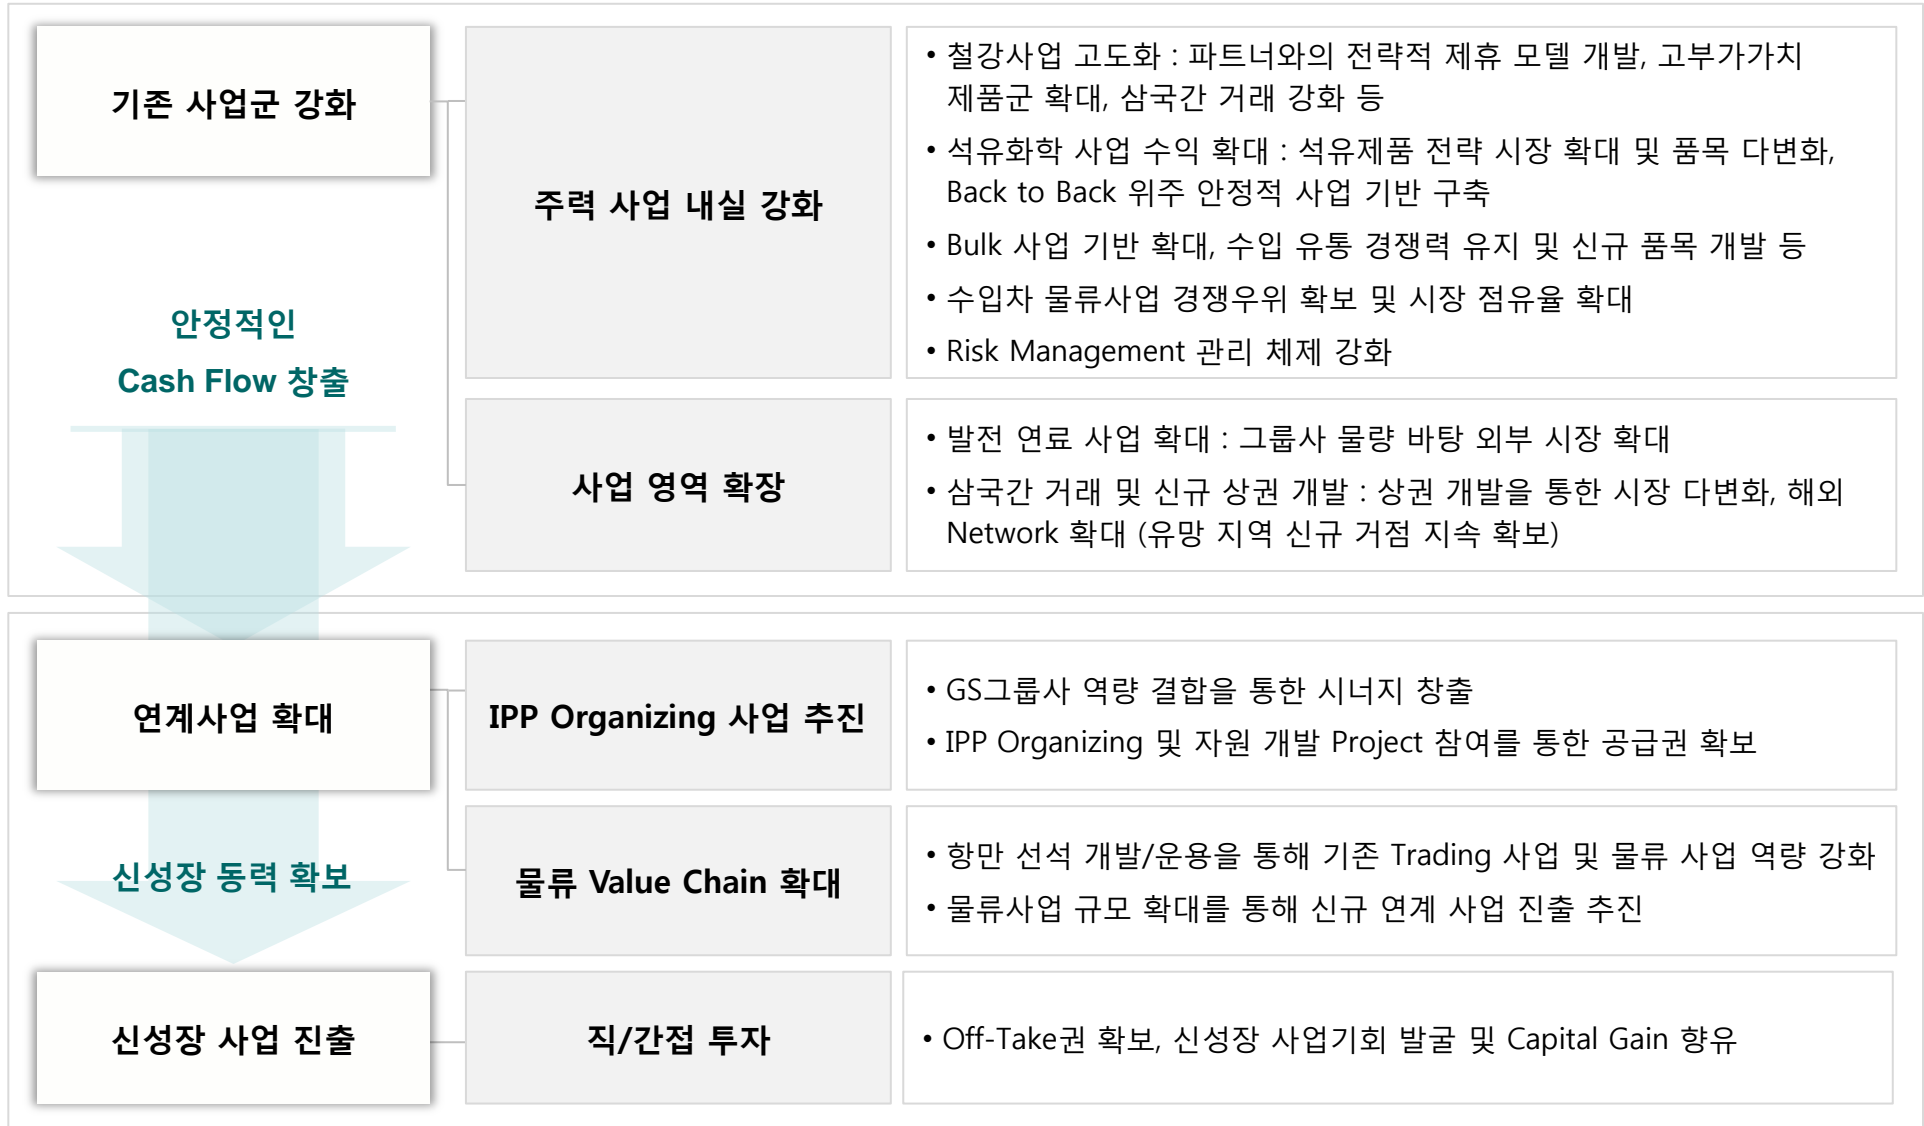 기존 사업군 강화
주력 사업 내실 강화
• 철강사업 고도화 : 파트너와의 전략적 제휴 모델 개발, 고부가가치
제품군 확대, 삼국간 거래 강화 등
• 석유화학 사업 수익 확대 : 석유제품 전략 시장 확대 및 품목 다변화,
Back to Back 위주 안정적 사업 기반 구축
• Bulk 사업 기반 확대, 수입 유통 경쟁력 유지 및 신규 품목 개발 등
• 수입차 물류사업 경쟁우위 확보 및 시장 점유율 확대
• Risk Management 관리 체제 강화
안정적인
Cash Flow 창출
사업 영역 확장
• 발전 연료 사업 확대 : 그룹사 물량 바탕 외부 시장 확대
• 삼국간 거래 및 신규 상권 개발 : 상권 개발을 통한 시장 다변화, 해외
Network 확대 (유망 지역 신규 거점 지속 확보)
연계사업 확대
IPP Organizing 사업 추진
• GS그룹사 역량 결합을 통한 시너지 창출
• IPP Organizing 및 자원 개발 Project 참여를 통한 공급권 확보
신성장 동력 확보
물류 Value Chain 확대
• 항만 선석 개발/운용을 통해 기존 Trading 사업 및 물류 사업 역량 강화
• 물류사업 규모 확대를 통해 신규 연계 사업 진출 추진
신성장 사업 진출
직/간접 투자
• Off-Take권 확보, 신성장 사업기회 발굴 및 Capital Gain 향유